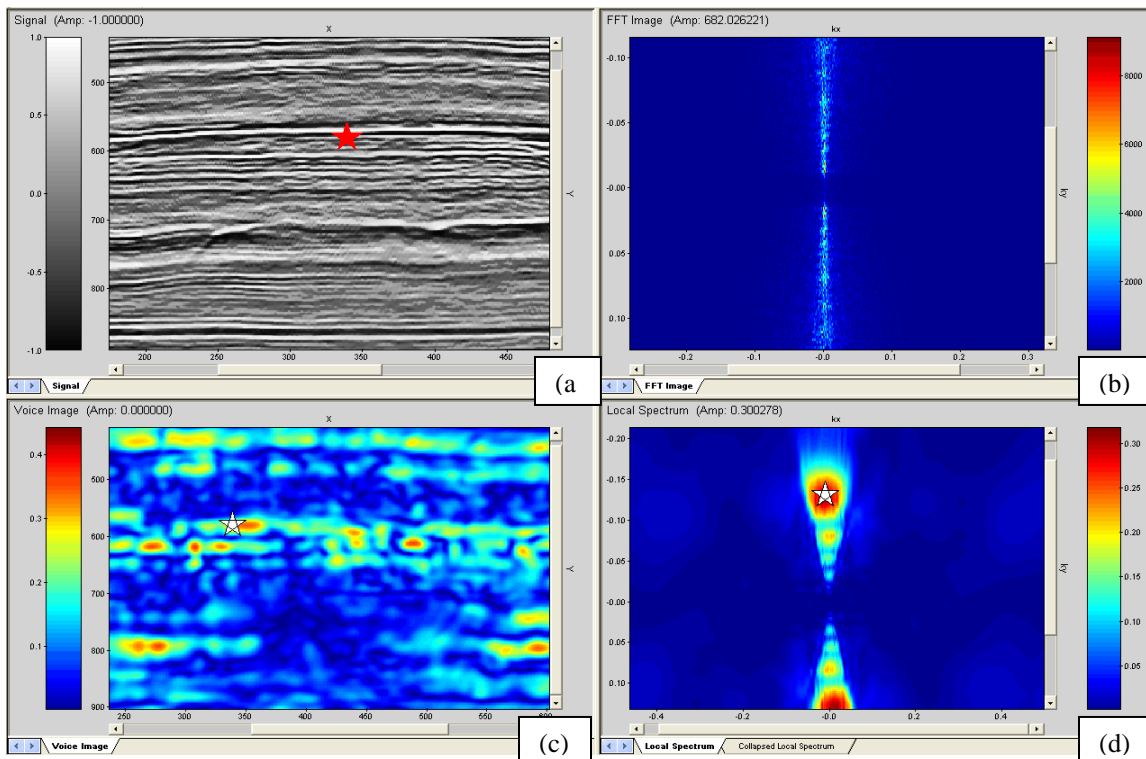 Signal (Amp: -1.000000)
X
1.0
0.5
0.0
-0.5
-1.0
500
600
700
800
Y
200 250 300 350 400 450
Signal
(a
FFT Image (Amp: 682.026221)
kx
-0.10
-0.05
-0.00
0.05
0.10
ky
8000
6000
4000
2000
-0.2 -0.1 -0.0 0.1 0.2 0.3
FFT Image
(b)
Voice Image (Amp: 0.000000)
X
0.4
0.3
0.2
0.1
500
600
700
800
900
Y
250 300 350 400 450 500 550 600
Voice Image
(c)
Local Spectrum (Amp: 0.300278)
kx
-0.20
-0.15
-0.10
-0.05
-0.00
0.05
0.10
ky
0.30
0.25
0.20
0.15
0.10
0.05
-0.4 -0.2 -0.0 0.2 0.4
Local Spectrum Collapsed Local Spectrum
(d)